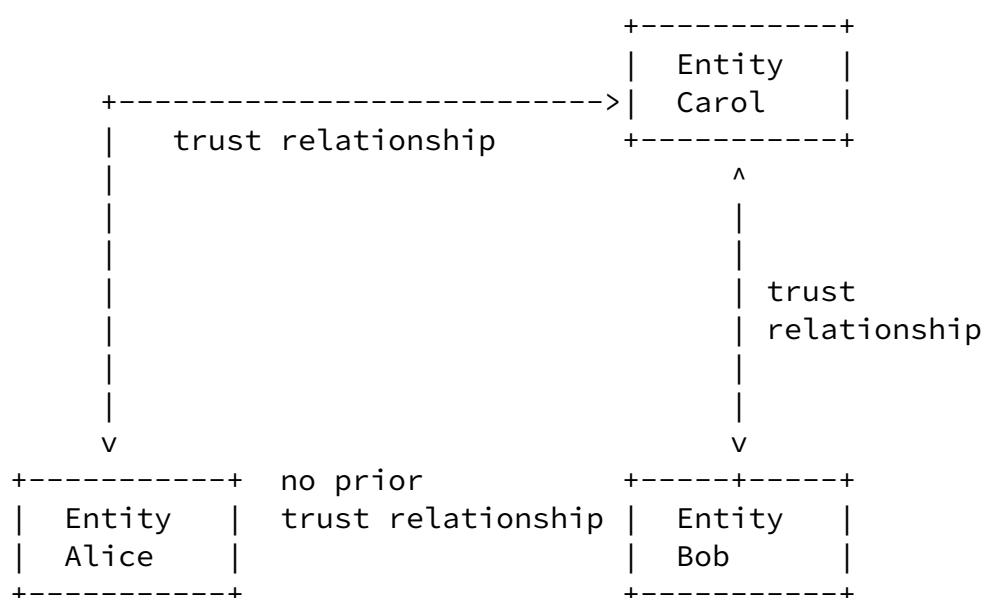 Entity
Carol
trust relationship
trust
relationship
no prior
Entity trust relationship Entity
Alice Bob